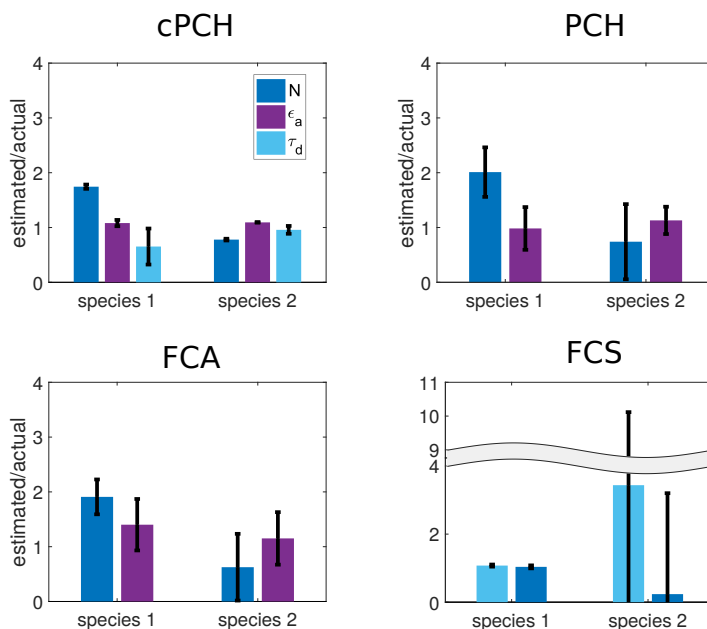 cPCH
PCH
4
3
2
1
0
estimated/actual
N
ϵa
τd
species 1
species 2
4
3
2
1
0
estimated/actual
species 1
species 2
FCA
FCS
4
3
2
1
0
estimated/actual
species 1
species 2
11
10
9
4
2
0
species 1
species 2